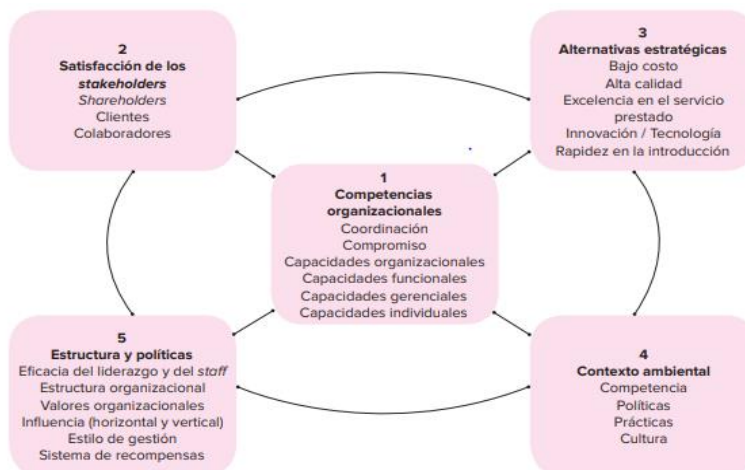 2
Satisfacción de los
stakeholders
Shareholders
Clientes
Colaboradores
3
Alternativas estratégicas
Bajo costo
Alta calidad
Excelencia en el servicio
prestado
Innovación / Tecnología
Rapidez en la introducción
1
Competencias
organizacionales
Coordinación
Compromiso
Capacidades organizacionales
Capacidades funcionales
Capacidades gerenciales
Capacidades individuales
5
Estructura y políticas
Eficacia del liderazgo y del staff
Estructura organizacional
Valores organizacionales
Influencia (horizontal y vertical)
Estilo de gestión
Sistema de recompensas
4
Contexto ambiental
Competencia
Políticas
Prácticas
Cultura